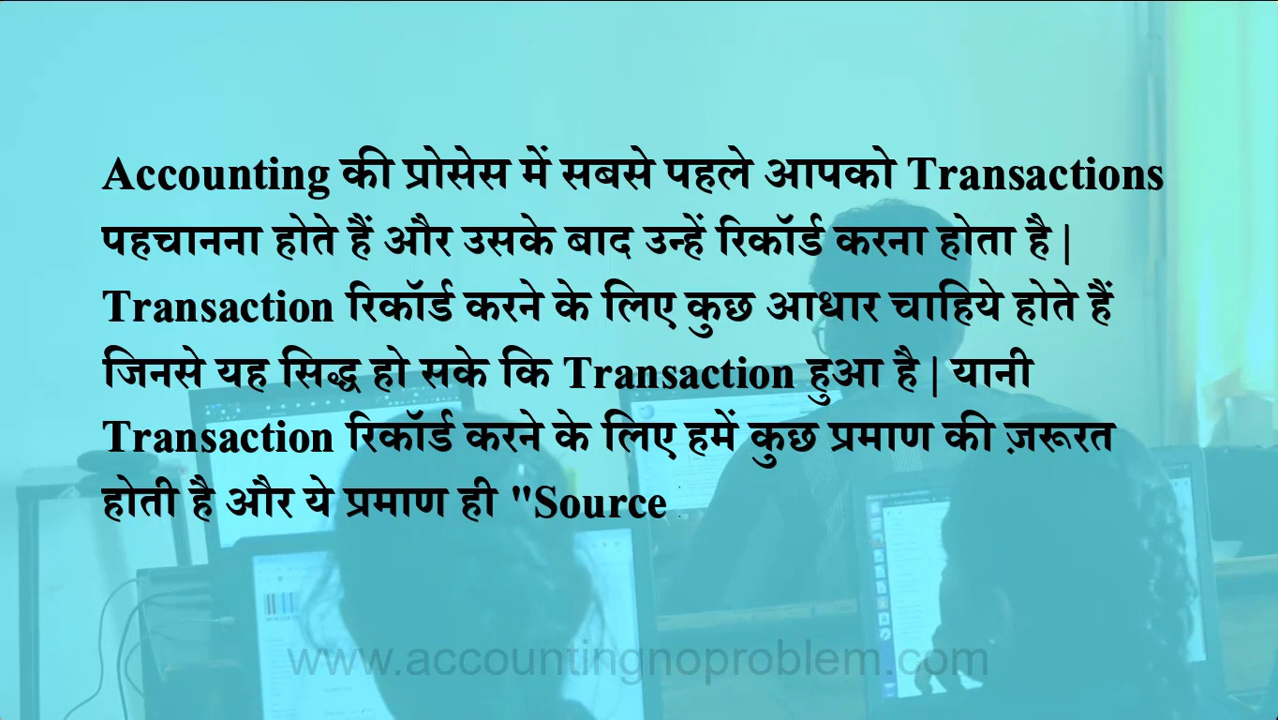 Accounting की प्रोसेस में सबसे पहले आपको Transactions
पहचानना होते हैं और उसके बाद उन्हें रिकॉर्ड करना होता है |
Transaction रिकॉर्ड करने के लिए कुछ आधार चाहिये होते हैं
जिनसे यह सिद्ध हो सके कि Transaction हुआ है | यानी
Transaction रिकॉर्ड करने के लिए हमें कुछ प्रमाण की ज़रूरत
होती है और ये प्रमाण ही "Source
www.accountingnoproblem.com